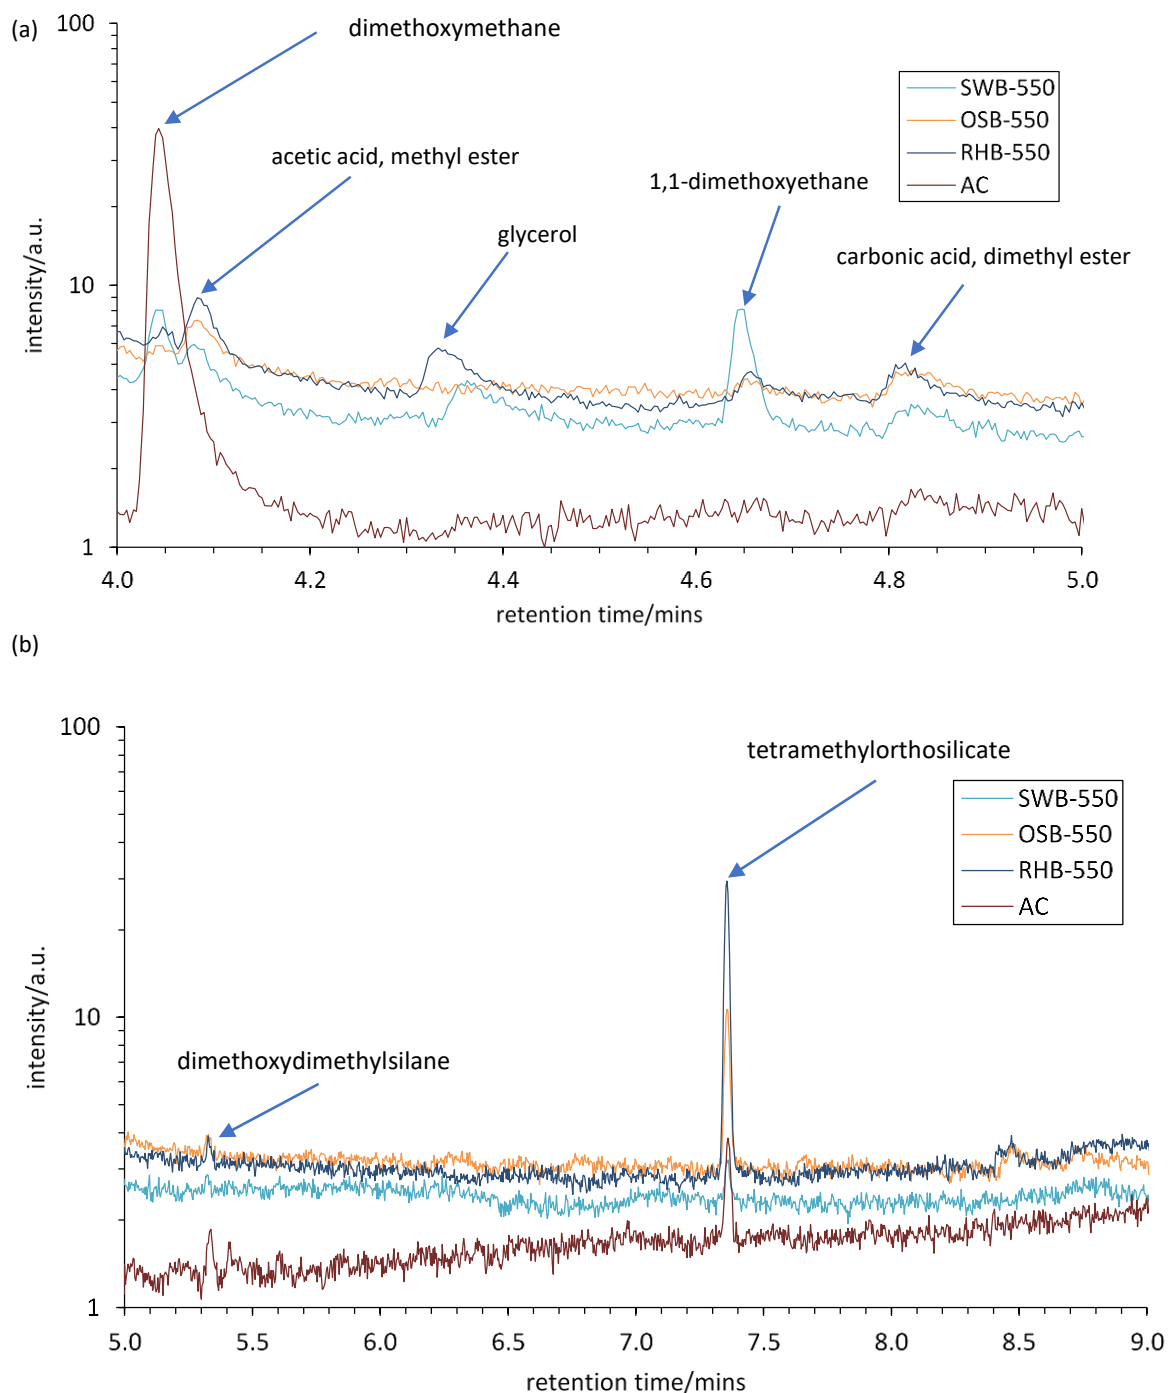 (a)
100
dimethoxymethane
SWB-550
OSB-550
RHB-550
AC
acetic acid, methyl ester
1,1-dimethoxyethane
glycerol
carbonic acid, dimethyl ester
intensity/a.u.
10
1
4.0 4.2 4.4 4.6 4.8 5.0
retention time/mins
(b)
100
tetramethylorthosilicate
SWB-550
OSB-550
RHB-550
AC
intensity/a.u.
10
dimethoxydimethylsilane
1
5.0 5.5 6.0 6.5 7.0 7.5 8.0 8.5 9.0
retention time/mins